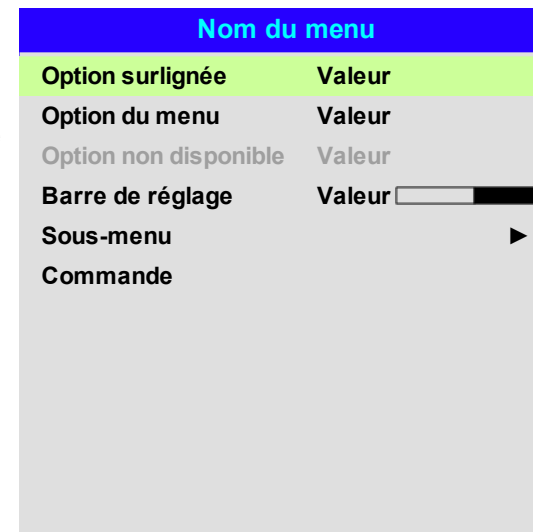 Nom du menu
Option surlignée Valeur
Option du menu Valeur
Option non disponible Valeur
Barre de réglage Valeur
Sous-menu ►
Commande